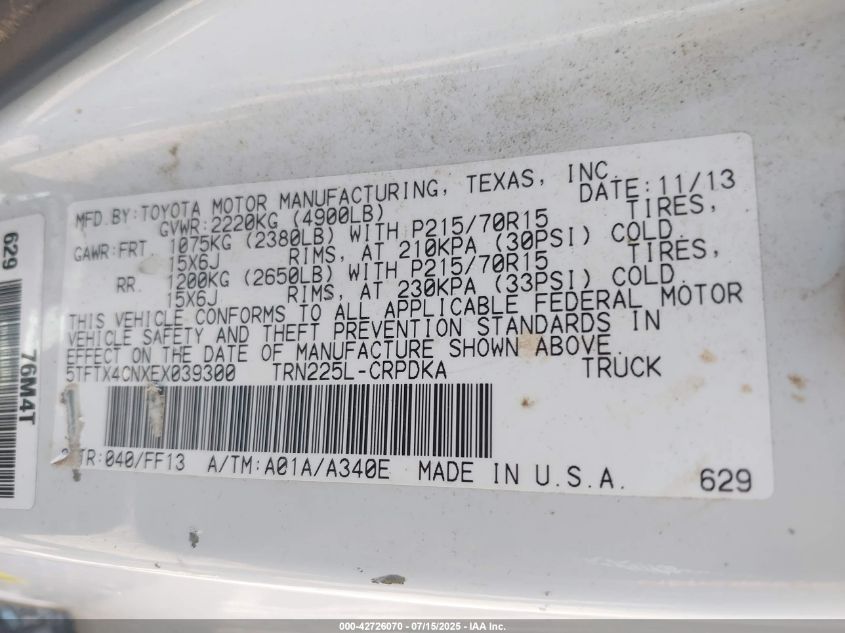 MFD.BY:TOYOTA MOTOR MANUFACTURING, TEXAS, INC.
DATE:11/13
GVWR:2220KG (4900LB)
GAWR:FRT 1075KG (2380LB) WITH P215/70R15 TIRES,
15X6J RIMS, AT 210KPA (30PSI) COLD.
RR. 1200KG (2650LB) WITH P215/70R15 TIRES,
15X6J RIMS, AT 230KPA (33PSI) COLD.
THIS VEHICLE CONFORMS TO ALL APPLICABLE FEDERAL MOTOR
VEHICLE SAFETY AND THEFT PREVENTION STANDARDS IN
EFFECT ON THE DATE OF MANUFACTURE SHOWN ABOVE.
5TFTX4CNXEX039300 TRN225L-CRPDKA TRUCK
TR:040/FF13 A/TM:A01A/A340E MADE IN U.S.A. 629
629
76M4T
000-42726070 - 07/15/2025 - IAA Inc.